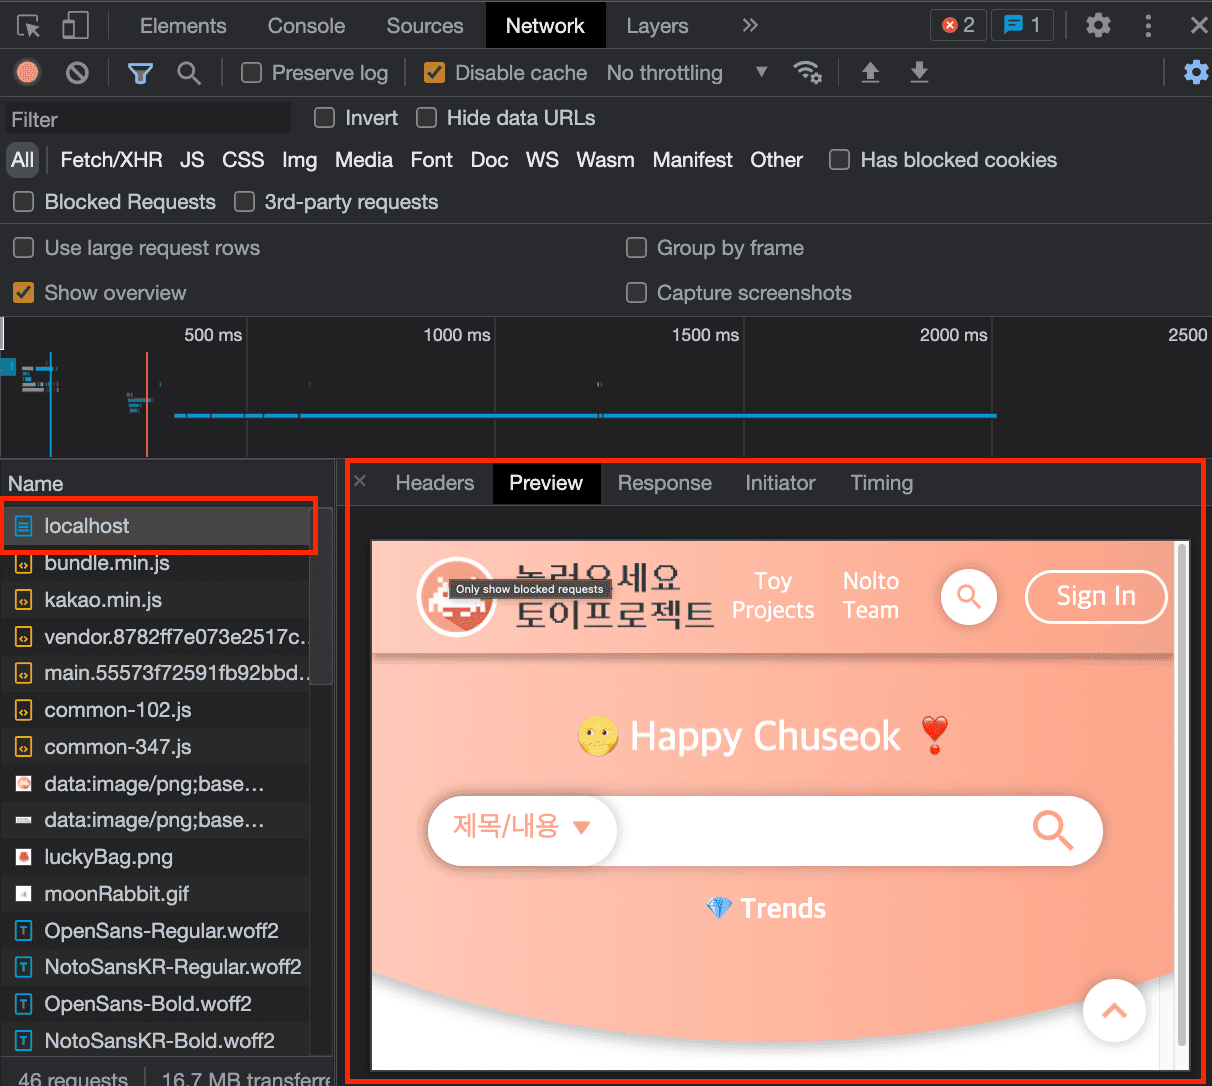 Elements Console Sources Network Layers 2 1
Preserve log Disable cache No throttling
Filter Invert Hide data URLs
All Fetch/XHR JS CSS Img Media Font Doc WS Wasm Manifest Other Has blocked cookies
Blocked Requests 3rd-party requests
Use large request rows Group by frame
Show overview Capture screenshots
500 ms 1000 ms 1500 ms 2000 ms 2500
Name
localhost
bundle.min.js
kakao.min.js
vendor.8782ff7e073e2517c..
main.55573f72591fb92bbd..
common-102.js
common-347.js
data:image/png;base…
data:image/png;base…
luckyBag.png
moonRabbit.gif
OpenSans-Regular.woff2
NotoSansKR-Regular.woff2
OpenSans-Bold.woff2
NotoSansKR-Bold.woff2
46 requests 16.7 MB transferre
Headers Preview Response Initiator Timing
놀러오세요
토이프로젝트
Only show blocked requests
Toy
Projects
Nolto
Team
Sign In
Happy Chuseok
제목/내용
Trends